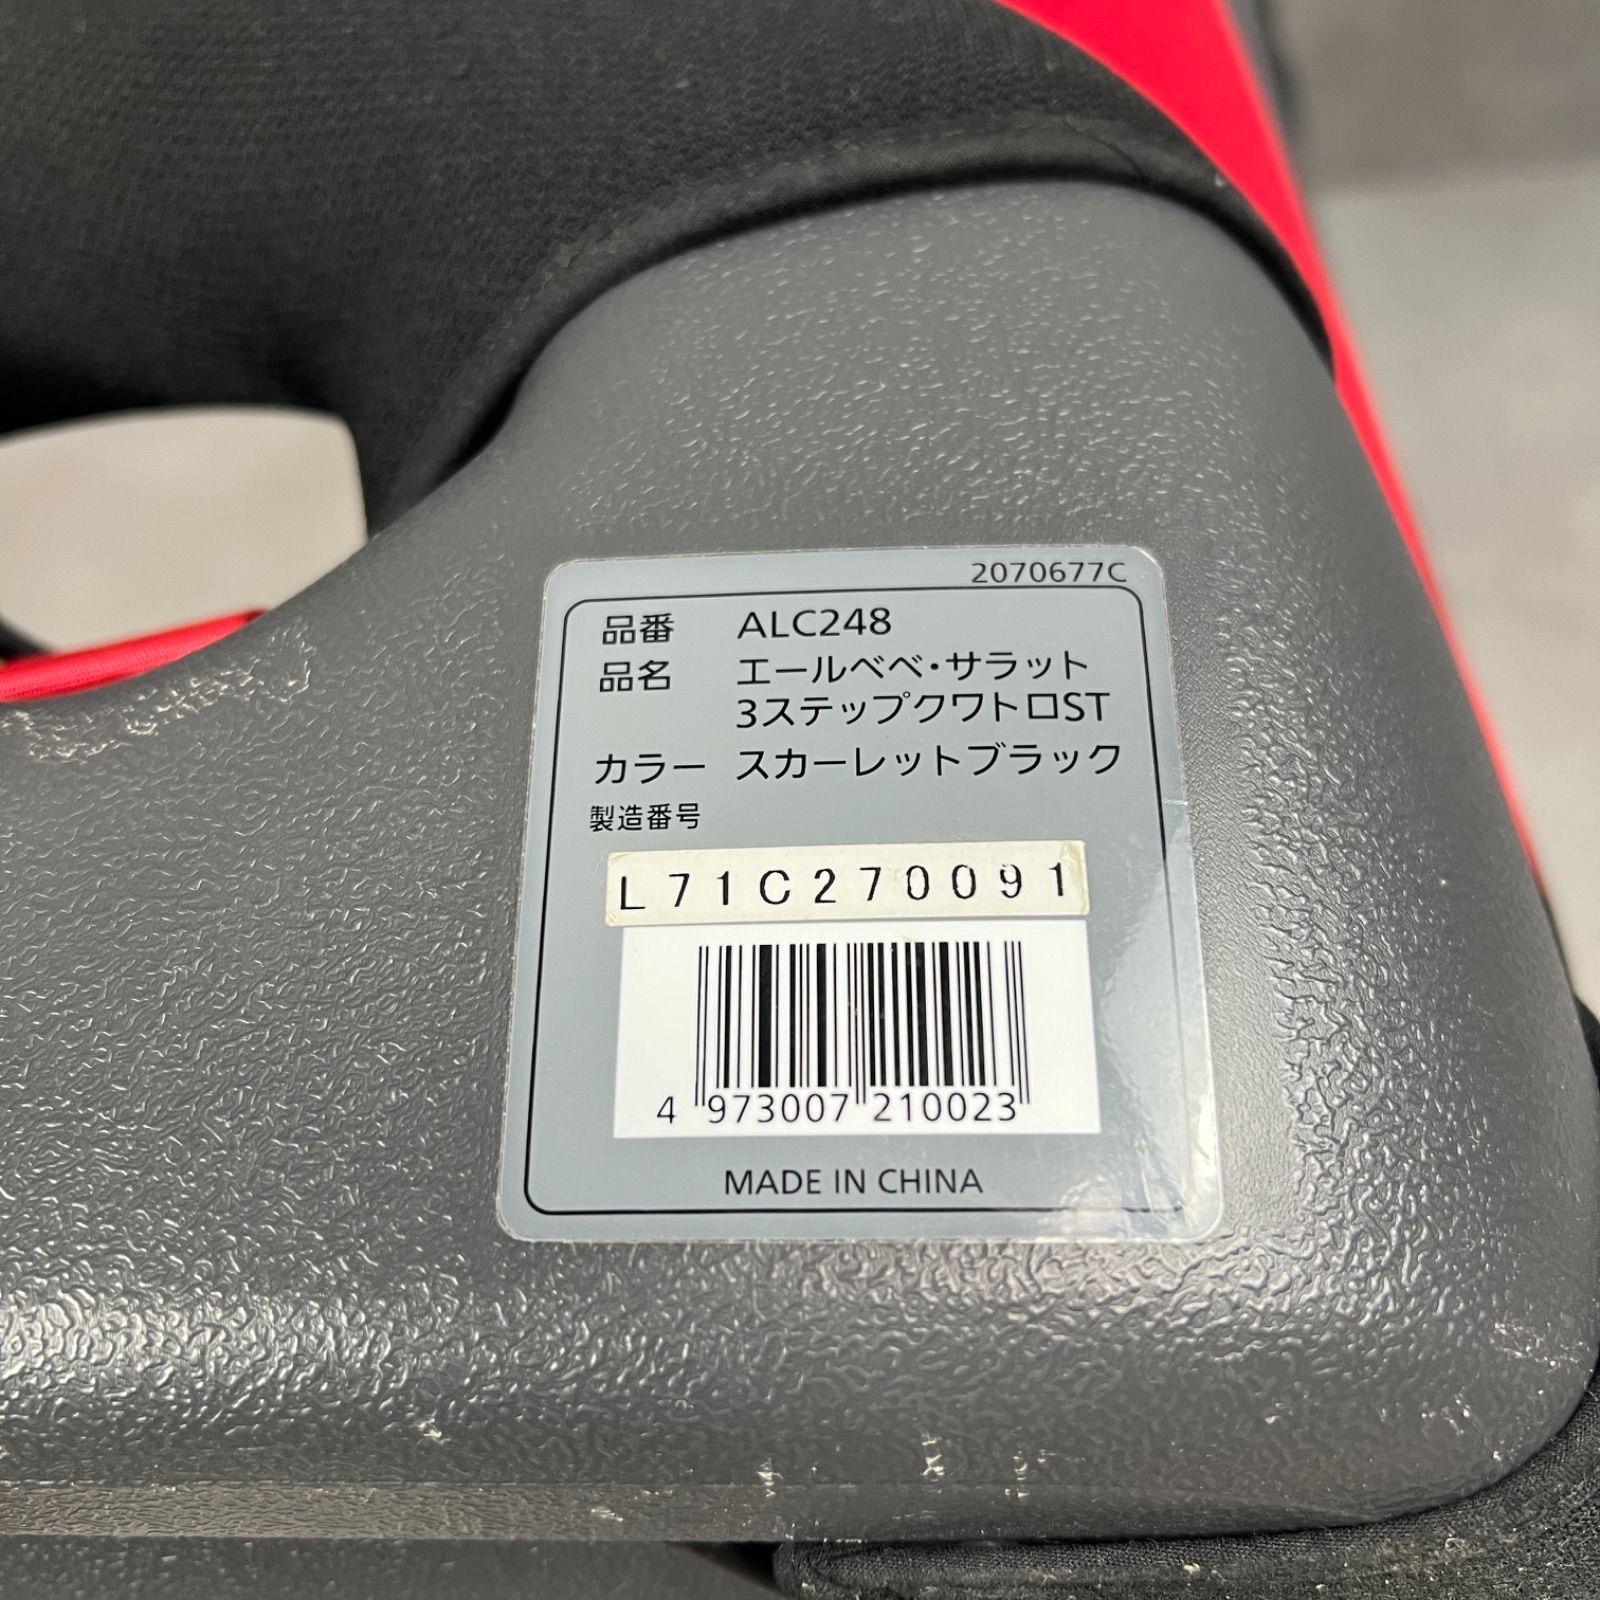 2070677C
品番 ALC248
品名 エールベベ・サラット
3ステップクワトロST
カラー スカーレットブラック
製造番号
L71C270091
4 973007 210023
MADE IN CHINA